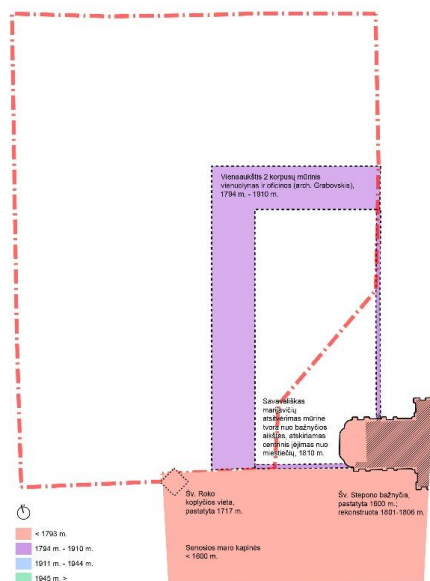 Vienaaukštis 2 korpusų mūrinis
vienuolynas ir oficinos (arch. Grabovskis),
1794 m. - 1910 m.
Savavališkas
marijavičių
atsitvėrimas mūrine
tvora nuo bažnyčios
aikštės, atskiriamas
centrinis įėjimas nuo
miestiečių, 1810 m.
Šv. Roko
koplyčios vieta,
pastatyta 1717 m.
Šv. Stepono bažnyčia,
pastatyta 1600 m.;
rekonstruota 1801-1806 m.
Senosios maro kapinės
< 1600 m.
< 1793 m.
1794 m. - 1910 m.
1911 m. - 1944 m.
1945 m. >